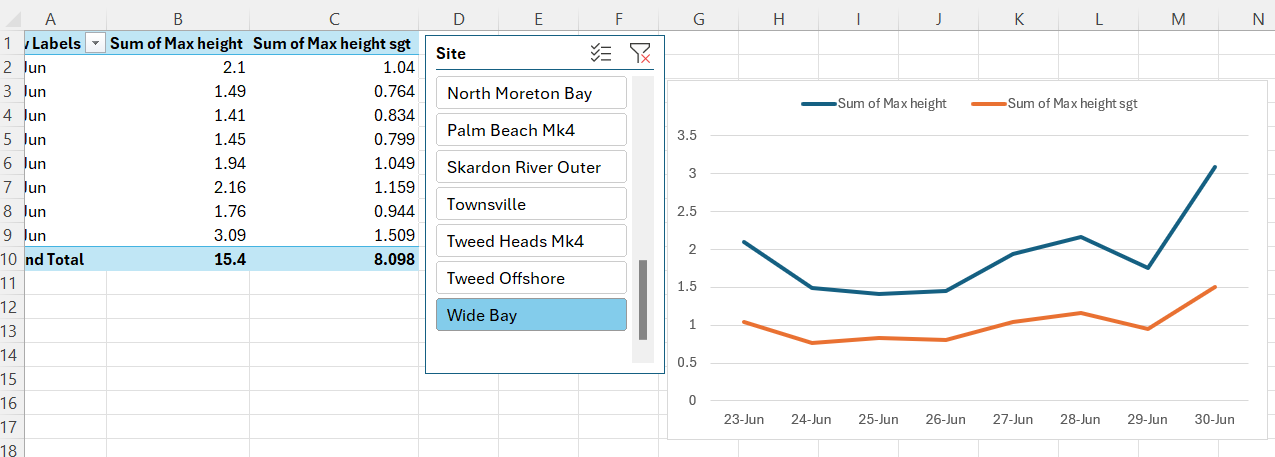 A B C D E F G H I J K L M N
1 Labels Sum of Max height Sum of Max height sgt
2 Jun 2.1 1.04
3 Jun 1.49 0.764
4 Jun 1.41 0.834
5 Jun 1.45 0.799
6 Jun 1.94 1.049
7 Jun 2.16 1.159
8 Jun 1.76 0.944
9 Jun 3.09 1.509
10 nd Total 15.4 8.098
11
12
13
14
15
16
17
18
Site
North Moreton Bay
Palm Beach Mk4
Skardon River Outer
Townsville
Tweed Heads Mk4
Tweed Offshore
Wide Bay
Sum of Max height Sum of Max height sgt
3.5
3
2.5
2
1.5
1
0.5
0
23-Jun 24-Jun 25-Jun 26-Jun 27-Jun 28-Jun 29-Jun 30-Jun